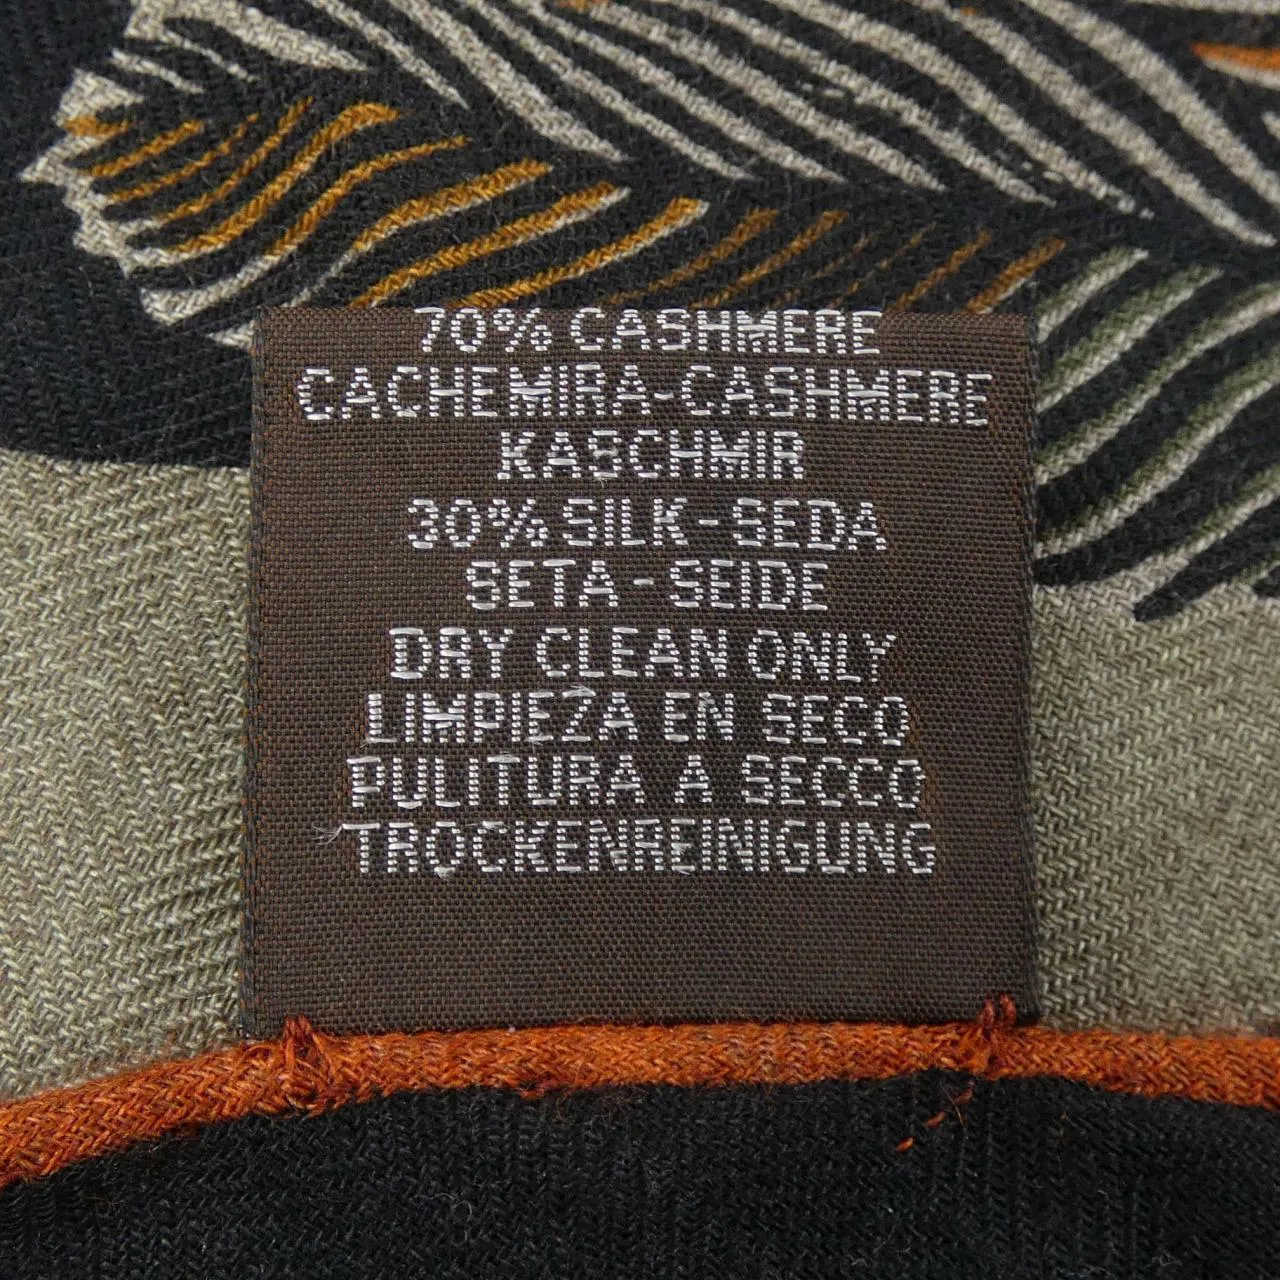 70% CASHMERE
CACHEMIRA-CASHMERE
KASCHMIR
30% SILK-SEDA
SETA-SEIDE
DRY CLEAN ONLY
LIMPIEZA EN SECO
PULITURA A SECCO
TROCKENREINIGUNG